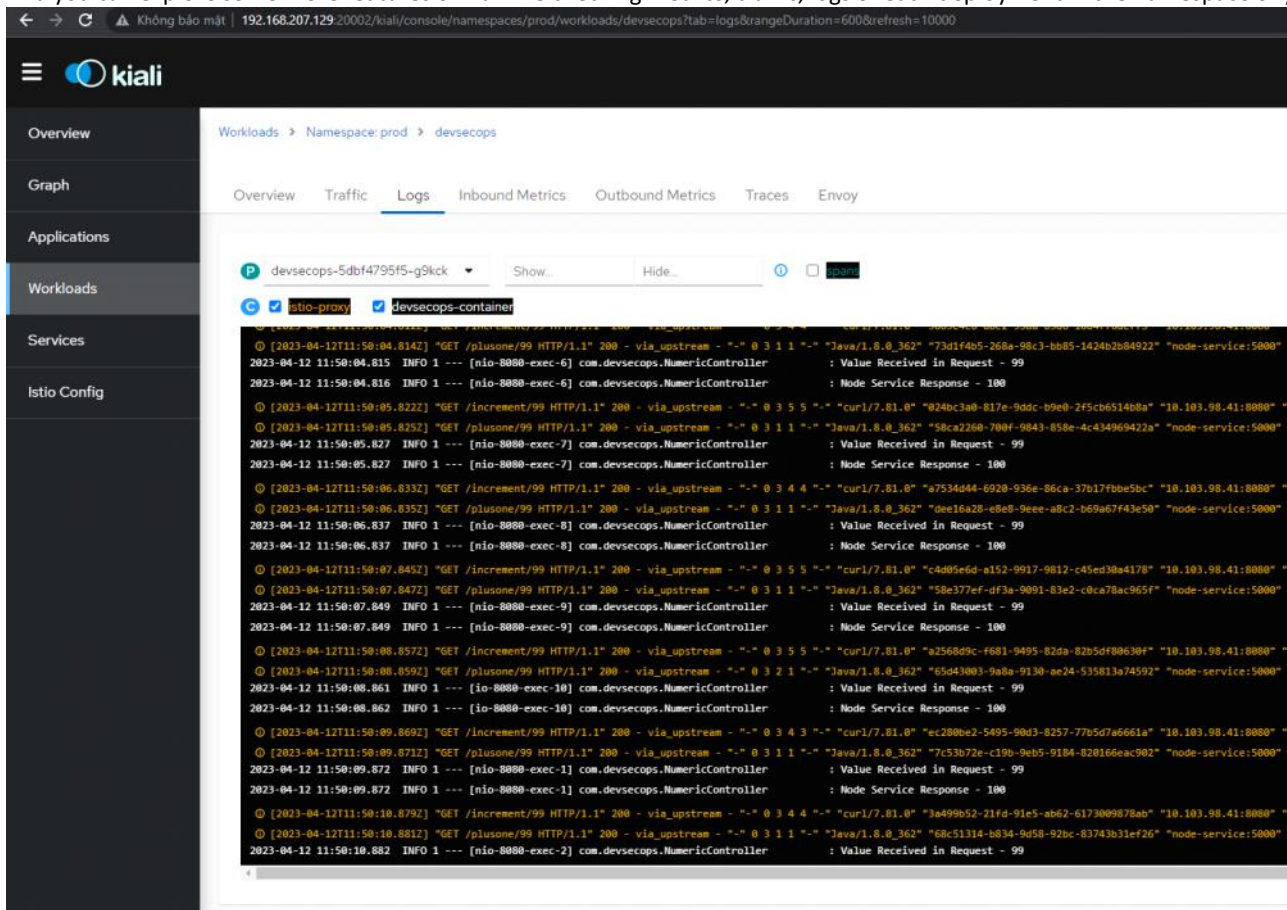 Không bảo mật | 192.168.207.129:20002/kiali/console/namespaces/prod/workloads/devsecops?tab=logs&rangeDuration=600&refresh=10000
kiali
Overview
Graph
Applications
Workloads
Services
Istio Config
Workloads > Namespace: prod > devsecops
Overview Traffic Logs Inbound Metrics Outbound Metrics Traces Envoy
P devsecops-5dbf4795f5-g9kck Show... Hide... spans
C istio-proxy devsecops-container
[2023-04-12T11:50:04.814Z] "GET /plusone/99 HTTP/1.1" 200 - via_upstream - "-" 0 3 1 1 "-" "Java/1.8.0_362" "73d1f4b5-268a-98c3-bb85-1424b2b84922" "node-service:5000"
2023-04-12 11:50:04.815 INFO 1 --- [nio-8080-exec-6] com.devsecops.NumericController : Value Received in Request - 99
2023-04-12 11:50:04.816 INFO 1 --- [nio-8080-exec-6] com.devsecops.NumericController : Node Service Response - 100
[2023-04-12T11:50:05.822Z] "GET /increment/99 HTTP/1.1" 200 - via_upstream - "-" 0 3 5 5 "-" "curl/7.81.0" "024bc3a0-817e-9ddc-b9e0-2f5cb6514b8a" "10.103.98.41:8080" "
[2023-04-12T11:50:05.825Z] "GET /plusone/99 HTTP/1.1" 200 - via_upstream - "-" 0 3 1 1 "-" "Java/1.8.0_362" "58ca2260-700f-9843-858e-4c434969422a" "node-service:5000"
2023-04-12 11:50:05.827 INFO 1 --- [nio-8080-exec-7] com.devsecops.NumericController : Value Received in Request - 99
2023-04-12 11:50:05.827 INFO 1 --- [nio-8080-exec-7] com.devsecops.NumericController : Node Service Response - 100
[2023-04-12T11:50:06.833Z] "GET /increment/99 HTTP/1.1" 200 - via_upstream - "-" 0 3 4 4 "-" "curl/7.81.0" "a7534d44-6920-936e-86ca-37b17fbbe5bc" "10.103.98.41:8080" "
[2023-04-12T11:50:06.835Z] "GET /plusone/99 HTTP/1.1" 200 - via_upstream - "-" 0 3 1 1 "-" "Java/1.8.0_362" "dee16a28-e8e8-9eee-a8c2-b69a67f43e50" "node-service:5000"
2023-04-12 11:50:06.837 INFO 1 --- [nio-8080-exec-8] com.devsecops.NumericController : Value Received in Request - 99
2023-04-12 11:50:06.837 INFO 1 --- [nio-8080-exec-8] com.devsecops.NumericController : Node Service Response - 100
[2023-04-12T11:50:07.845Z] "GET /increment/99 HTTP/1.1" 200 - via_upstream - "-" 0 3 5 5 "-" "curl/7.81.0" "c4d05e6d-a152-9917-9812-c45ed30a4178" "10.103.98.41:8080" "
[2023-04-12T11:50:07.847Z] "GET /plusone/99 HTTP/1.1" 200 - via_upstream - "-" 0 3 1 1 "-" "Java/1.8.0_362" "58e377ef-df3a-9091-83e2-c0ca78ac965f" "node-service:5000"
2023-04-12 11:50:07.849 INFO 1 --- [nio-8080-exec-9] com.devsecops.NumericController : Value Received in Request - 99
2023-04-12 11:50:07.849 INFO 1 --- [nio-8080-exec-9] com.devsecops.NumericController : Node Service Response - 100
[2023-04-12T11:50:08.857Z] "GET /increment/99 HTTP/1.1" 200 - via_upstream - "-" 0 3 5 5 "-" "curl/7.81.0" "a2568d9c-f681-9495-82da-82b5df80630f" "10.103.98.41:8080" "
[2023-04-12T11:50:08.859Z] "GET /plusone/99 HTTP/1.1" 200 - via_upstream - "-" 0 3 2 1 "-" "Java/1.8.0_362" "65d43003-9a8a-9130-ae24-535813a74592" "node-service:5000"
2023-04-12 11:50:08.861 INFO 1 --- [io-8080-exec-10] com.devsecops.NumericController : Value Received in Request - 99
2023-04-12 11:50:08.862 INFO 1 --- [io-8080-exec-10] com.devsecops.NumericController : Node Service Response - 100
[2023-04-12T11:50:09.869Z] "GET /increment/99 HTTP/1.1" 200 - via_upstream - "-" 0 3 4 3 "-" "curl/7.81.0" "ec280be2-5495-90d3-8257-77b5d7a6661a" "10.103.98.41:8080" "
[2023-04-12T11:50:09.871Z] "GET /plusone/99 HTTP/1.1" 200 - via_upstream - "-" 0 3 1 1 "-" "Java/1.8.0_362" "7c53b72e-c19b-9eb5-9184-820166eac902" "node-service:5000"
2023-04-12 11:50:09.872 INFO 1 --- [nio-8080-exec-1] com.devsecops.NumericController : Value Received in Request - 99
2023-04-12 11:50:09.872 INFO 1 --- [nio-8080-exec-1] com.devsecops.NumericController : Node Service Response - 100
[2023-04-12T11:50:10.879Z] "GET /increment/99 HTTP/1.1" 200 - via_upstream - "-" 0 3 4 4 "-" "curl/7.81.0" "3a499b52-21fd-91e5-ab62-6173009878ab" "10.103.98.41:8080" "
[2023-04-12T11:50:10.881Z] "GET /plusone/99 HTTP/1.1" 200 - via_upstream - "-" 0 3 1 1 "-" "Java/1.8.0_362" "68c51314-b834-9d58-92bc-83743b31ef26" "node-service:5000"
2023-04-12 11:50:10.882 INFO 1 --- [nio-8080-exec-2] com.devsecops.NumericController : Value Received in Request - 99